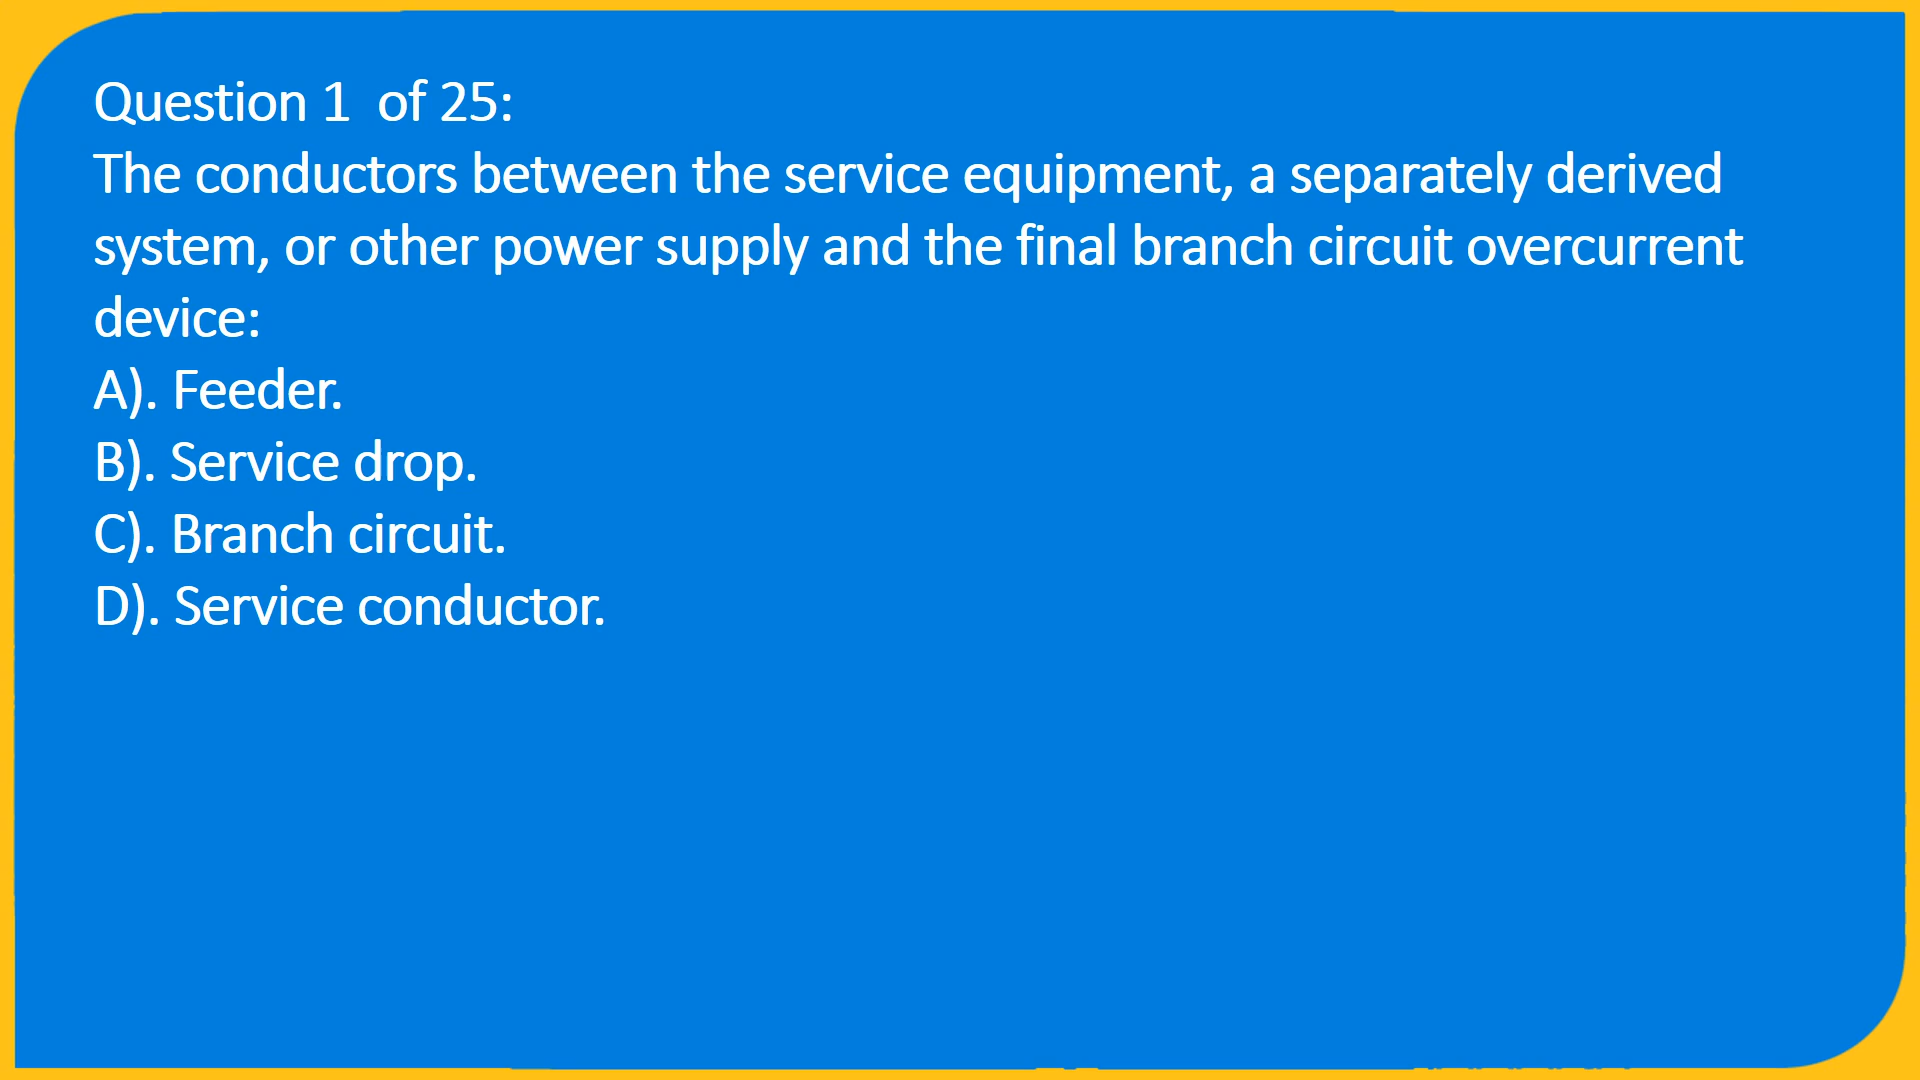 Question 1  of 25:
The conductors between the service equipment, a separately derived
system, or other power supply and the final branch circuit overcurrent
device:
A). Feeder.
B). Service drop.
C). Branch circuit.
D). Service conductor.